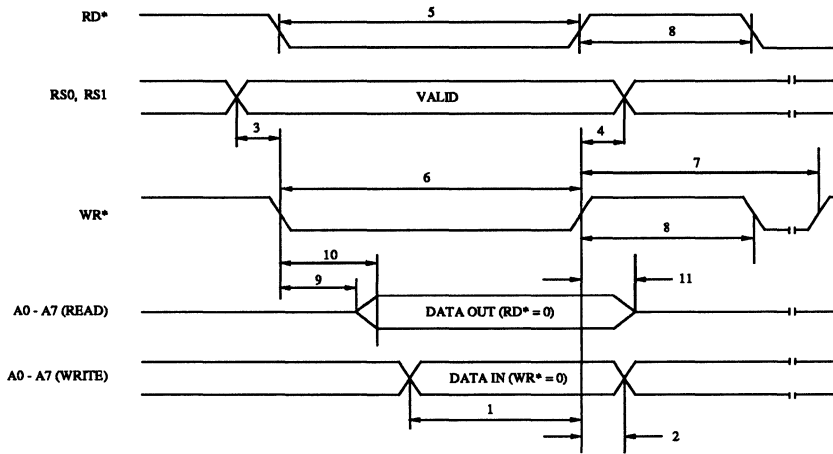 RD*
5
8
RS0, RS1
VALID
3
4
7
6
WR*
8
10
9
11
A0 - A7 (READ)
DATA OUT (RD* = 0)
A0 - A7 (WRITE)
DATA IN (WR* = 0)
1
2